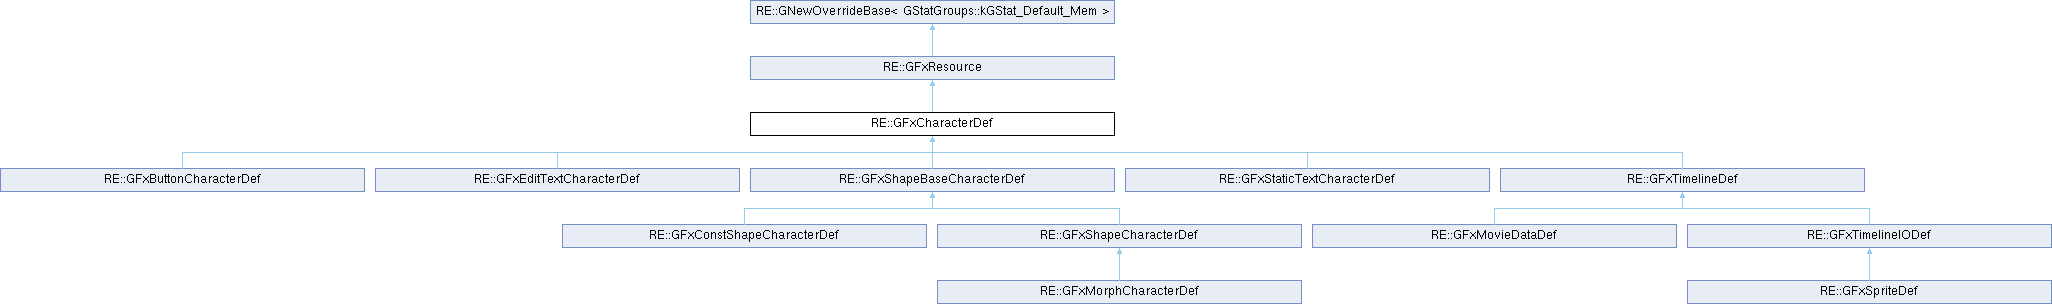 RE::GNewOverrideBase< GStatGroups::kGStat_Default_Mem >
RE::GFxResource
RE::GFxCharacterDef
RE::GFxButtonCharacterDef
RE::GFxEditTextCharacterDef
RE::GFxShapeBaseCharacterDef
RE::GFxStaticTextCharacterDef
RE::GFxTimelineDef
RE::GFxConstShapeCharacterDef
RE::GFxShapeCharacterDef
RE::GFxMovieDataDef
RE::GFxTimelineIODef
RE::GFxMorphCharacterDef
RE::GFxSpriteDef